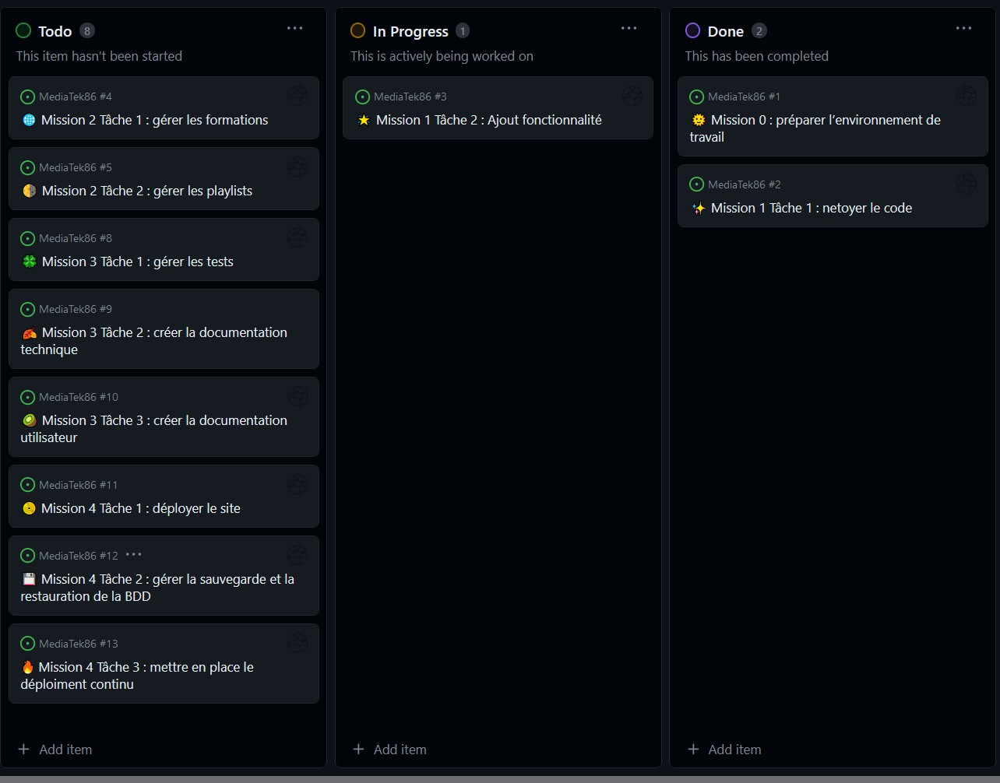 Todo 8
This item hasn't been started
MediaTek86 #4
Mission 2 Tâche 1 : gérer les formations
MediaTek86 #5
Mission 2 Tâche 2 : gérer les playlists
MediaTek86 #8
Mission 3 Tâche 1 : gérer les tests
MediaTek86 #9
Mission 3 Tâche 2 : créer la documentation
technique
MediaTek86 #10
Mission 3 Tâche 3 : créer la documentation
utilisateur
MediaTek86 #11
Mission 4 Tâche 1 : déployer le site
MediaTek86 #12
Mission 4 Tâche 2 : gérer la sauvegarde et la
restauration de la BDD
MediaTek86 #13
Mission 4 Tâche 3 : mettre en place le
déploiment continu
Add item
In Progress 1
This is actively being worked on
MediaTek86 #3
Mission 1 Tâche 2 : Ajout fonctionnalité
Add item
Done 2
This has been completed
MediaTek86 #1
Mission 0 : préparer l’environnement de
travail
MediaTek86 #2
Mission 1 Tâche 1 : netoyer le code
Add item